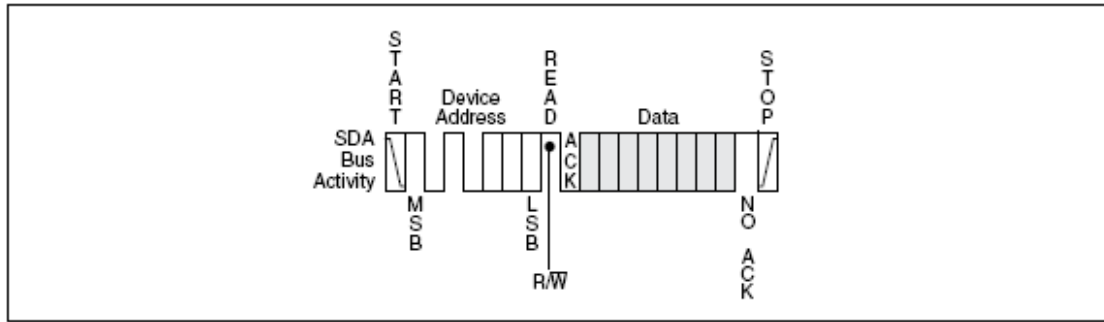 START
READ
STOP
Device
Address
Data
SDA
Bus
Activity
ACK
MSB
LSB
NO ACK
R/W̅